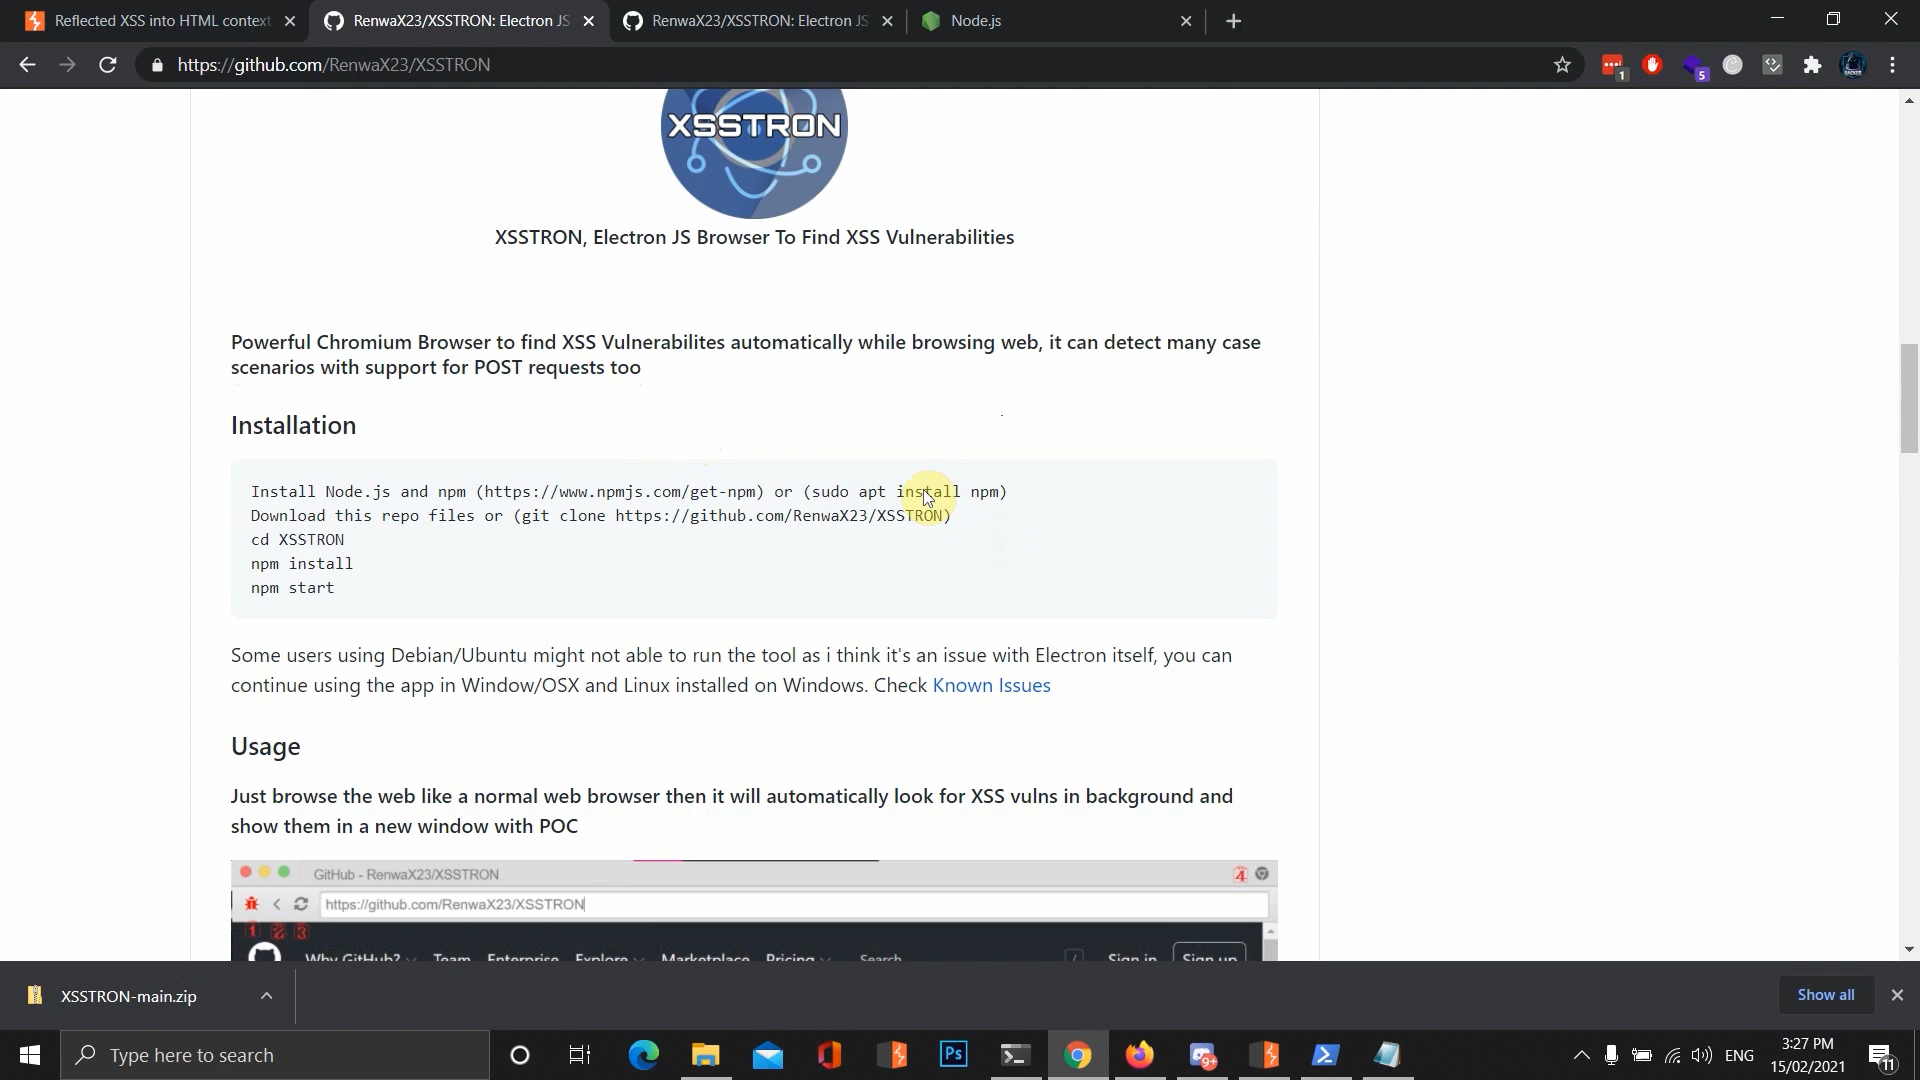 Reflected XSS into HTML context
RenwaX23/XSSTRON: Electron JS
RenwaX23/XSSTRON: Electron JS
Node.js
https://github.com/RenwaX23/XSSTRON
1
5
XSSTRON
XSSTRON, Electron JS Browser To Find XSS Vulnerabilities
Powerful Chromium Browser to find XSS Vulnerabilites automatically while browsing web, it can detect many case
scenarios with support for POST requests too
Installation
Install Node.js and npm (https://www.npmjs.com/get-npm) or (sudo apt install npm)
Download this repo files or (git clone https://github.com/RenwaX23/XSSTRON)
cd XSSTRON
npm install
npm start
Some users using Debian/Ubuntu might not able to run the tool as i think it's an issue with Electron itself, you can
continue using the app in Window/OSX and Linux installed on Windows. Check Known Issues
Usage
Just browse the web like a normal web browser then it will automatically look for XSS vulns in background and
show them in a new window with POC
GitHub - RenwaX23/XSSTRON
4
https://github.com/RenwaX23/XSSTRON
1 2 3
Why GitHub? Team Enterprise Explore Marketplace Pricing Search / Sign in Sign up
XSSTRON-main.zip
Show all
Type here to search
Ps
9+
ENG
3:27 PM
15/02/2021
11